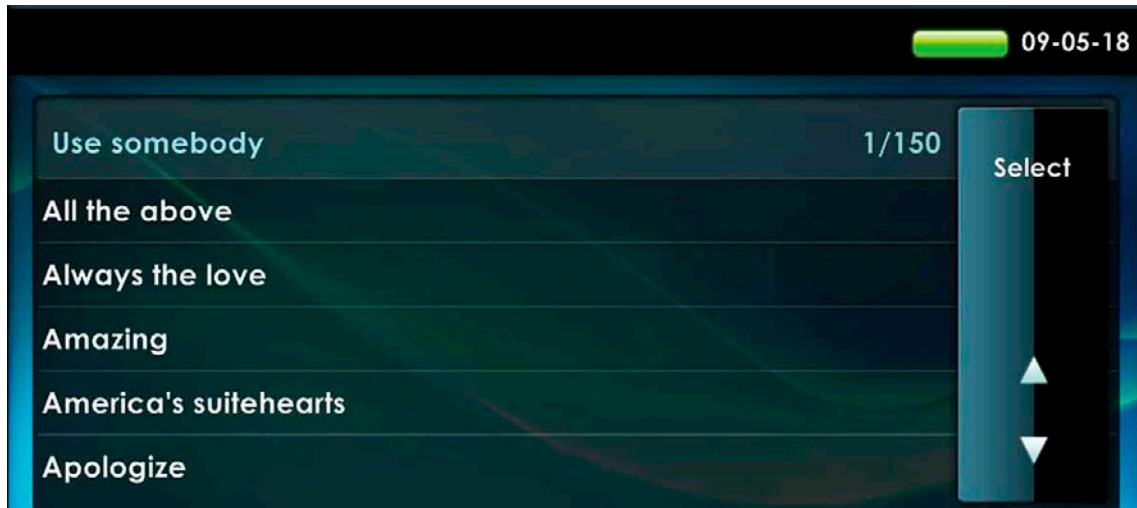 09-05-18
Use somebody 1/150
Select
All the above
Always the love
Amazing
America's suitehearts
Apologize